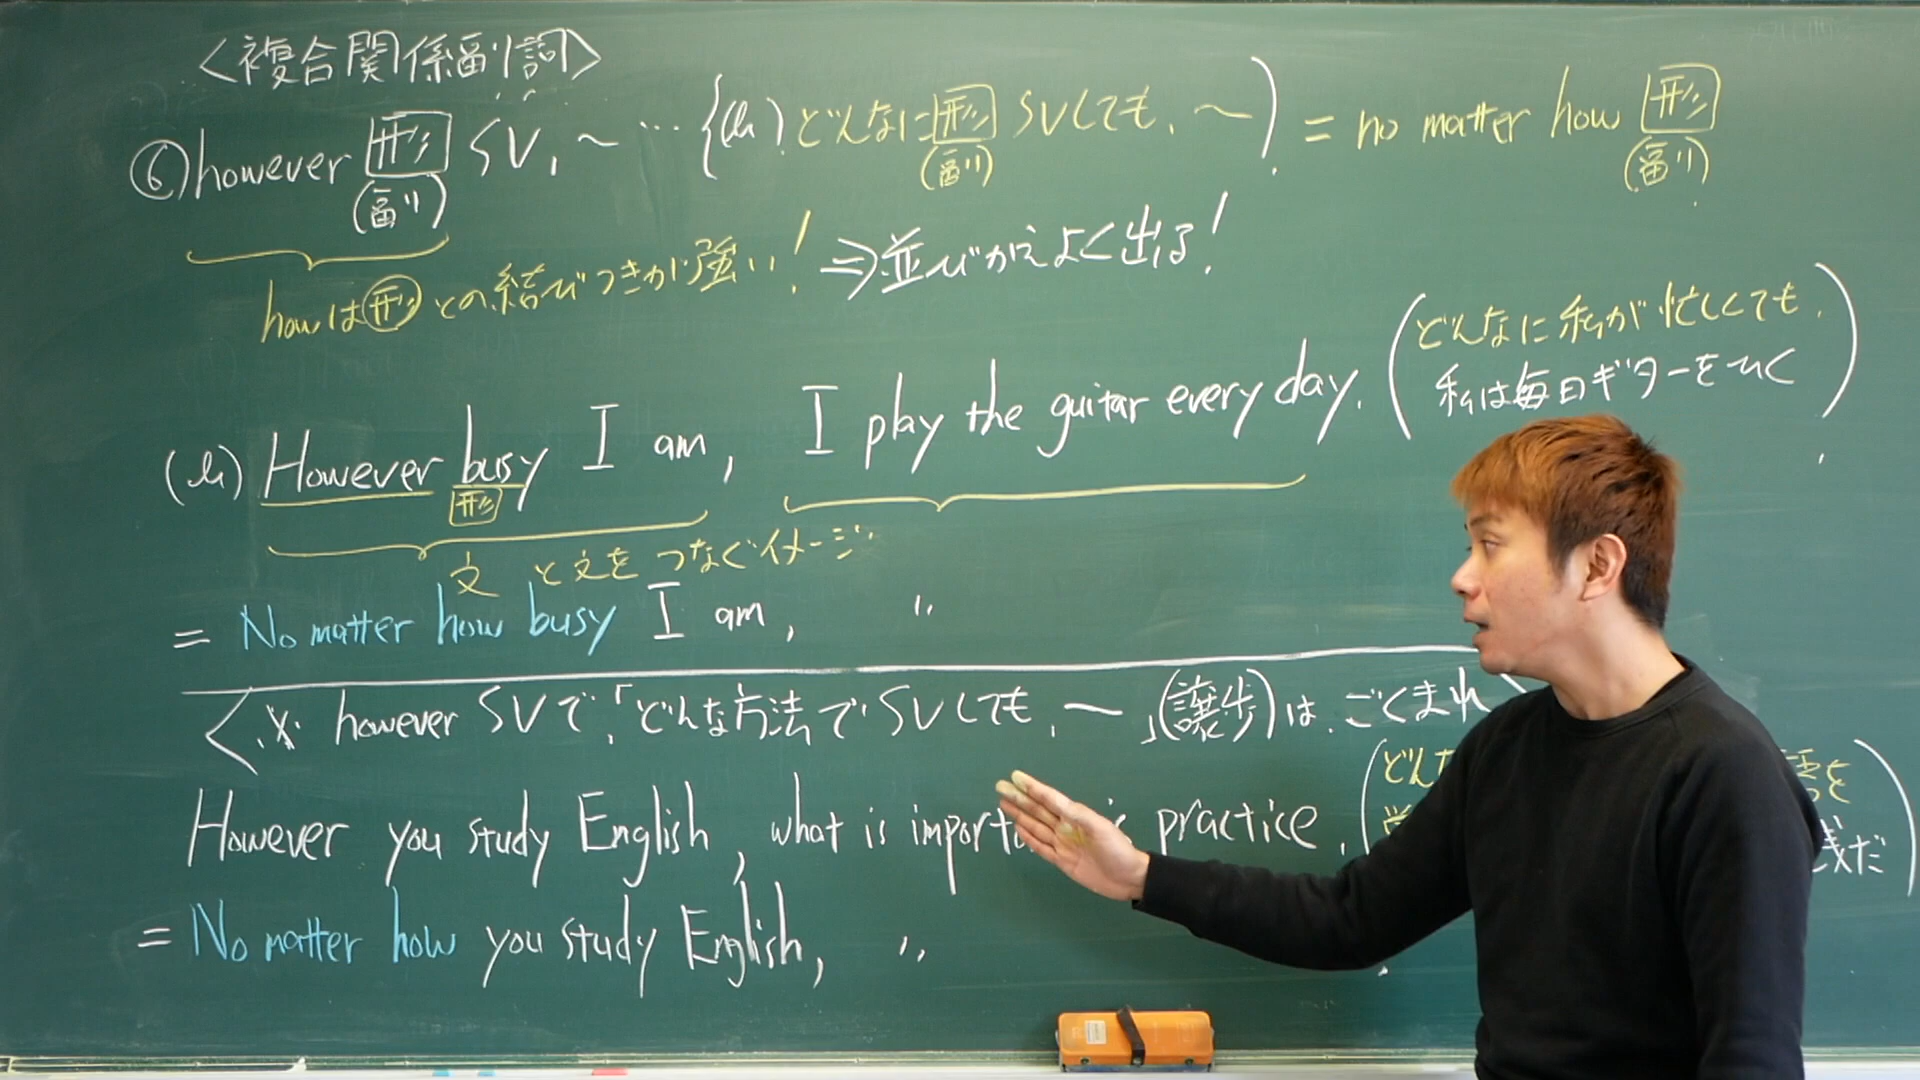 <複合関係副詞>
⑥however 形 SV, ～ … {(訳) どんなに形 SVしても、～) = no matter how 形
(副) (副) (副)
howは形との結びつきが強い! ⇒並びかえよく出る!
(どんなに私が忙しくても、
私は毎日ギターをひく)
However busy I am, I play the guitar every day.
形
文 と文をつなぐイメージ
= No matter how busy I am, 〃
<※ however SVで、「どんな方法でSVしても、～」(譲歩)は、ごくまれ
However you study English, what is practice.
= No matter how you study English, 〃